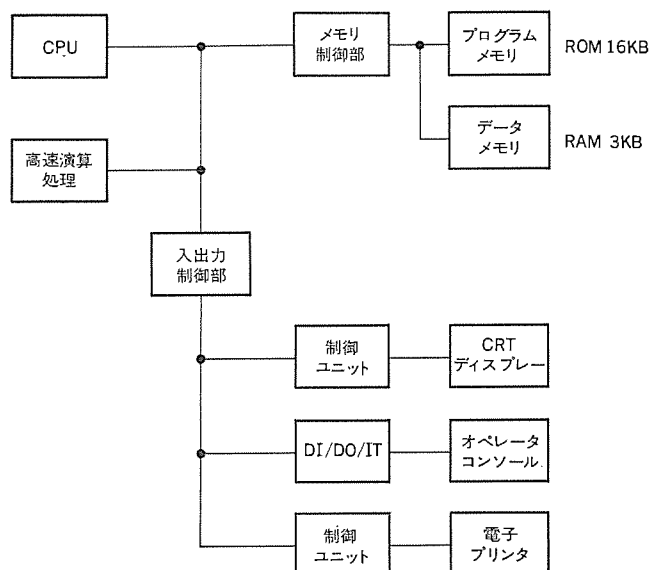 CPU
メモリ
制御部
プログラム
メモリ
ROM 16KB
データ
メモリ
RAM 3KB
高速演算
処理
入出力
制御部
制御
ユニット
CRT
ディスプレー
DI/DO/IT
オペレータ
コンソール
制御
ユニット
電子
プリンタ